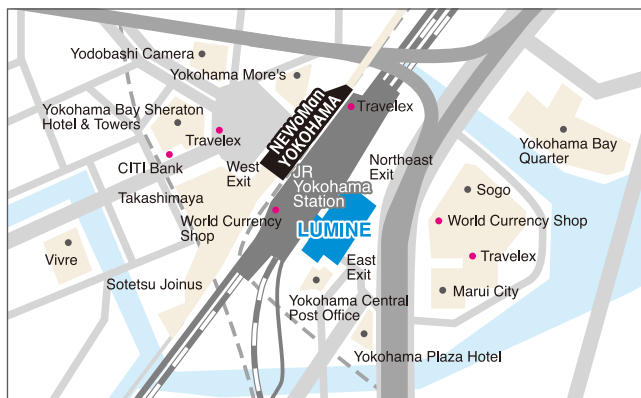 Yodobashi Camera
Yokohama More's
Yokohama Bay Sheraton
Hotel & Towers
Travelex
CITI Bank
Takashimaya
West
Exit
NEWoMan
YOKOHAMA
Travelex
JR
Yokohama
Station
Northeast
Exit
Yokohama Bay
Quarter
Sogo
World Currency Shop
Travelex
Marui City
World Currency
Shop
LUMINE
East
Exit
Vivre
Sotetsu Joinus
Yokohama Central
Post Office
Yokohama Plaza Hotel